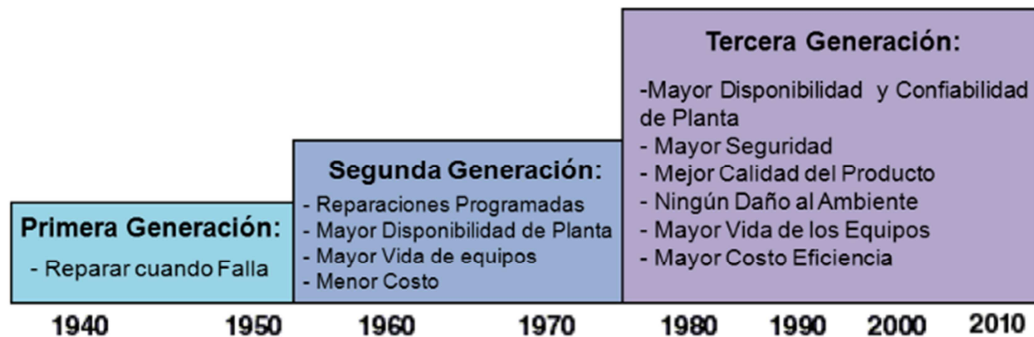 Primera Generación:
- Reparar cuando Falla
Segunda Generación:
- Reparaciones Programadas
- Mayor Disponibilidad de Planta
- Mayor Vida de equipos
- Menor Costo
Tercera Generación:
-Mayor Disponibilidad y Confiabilidad
de Planta
- Mayor Seguridad
- Mejor Calidad del Producto
- Ningún Daño al Ambiente
- Mayor Vida de los Equipos
- Mayor Costo Eficiencia
1940 1950 1960 1970 1980 1990 2000 2010